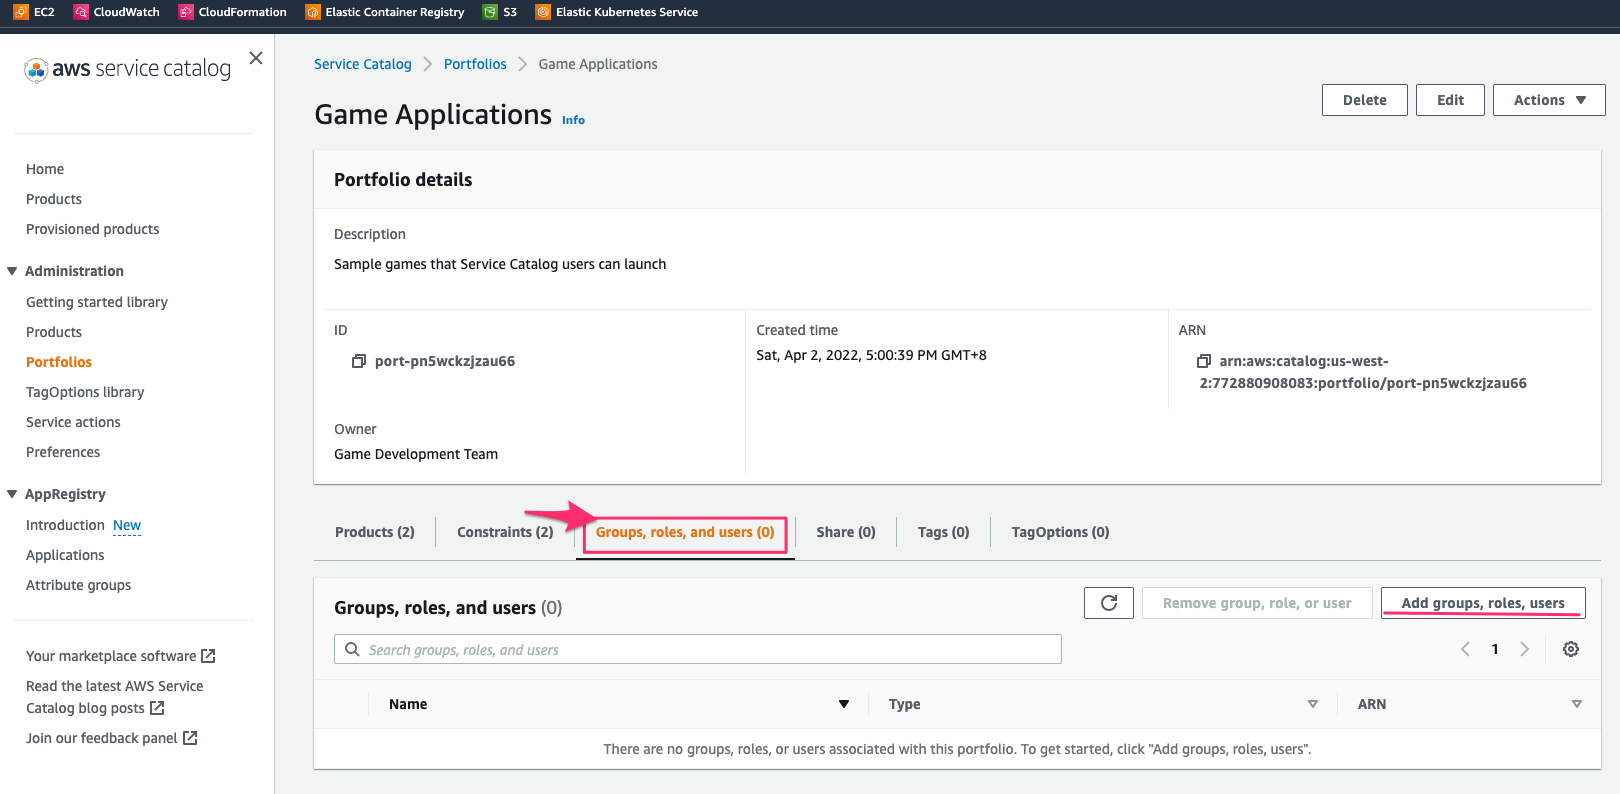 EC2 CloudWatch CloudFormation Elastic Container Registry S3 Elastic Kubernetes Service
aws service catalog
Home
Products
Provisioned products
Administration
Getting started library
Products
Portfolios
TagOptions library
Service actions
Preferences
AppRegistry
Introduction New
Applications
Attribute groups
Your marketplace software
Read the latest AWS Service
Catalog blog posts
Join our feedback panel
Service Catalog Portfolios Game Applications
Game Applications Info
Delete Edit Actions
Portfolio details
Description
Sample games that Service Catalog users can launch
ID
port-pn5wckzjzau66
Created time
Sat, Apr 2, 2022, 5:00:39 PM GMT+8
ARN
arn:aws:catalog:us-west-
2:772880908083:portfolio/port-pn5wckzjzau66
Owner
Game Development Team
Products (2) Constraints (2) Groups, roles, and users (0) Share (0) Tags (0) TagOptions (0)
Groups, roles, and users (0)
Remove group, role, or user Add groups, roles, users
Search groups, roles, and users
1
Name Type ARN
There are no groups, roles, or users associated with this portfolio. To get started, click "Add groups, roles, users".